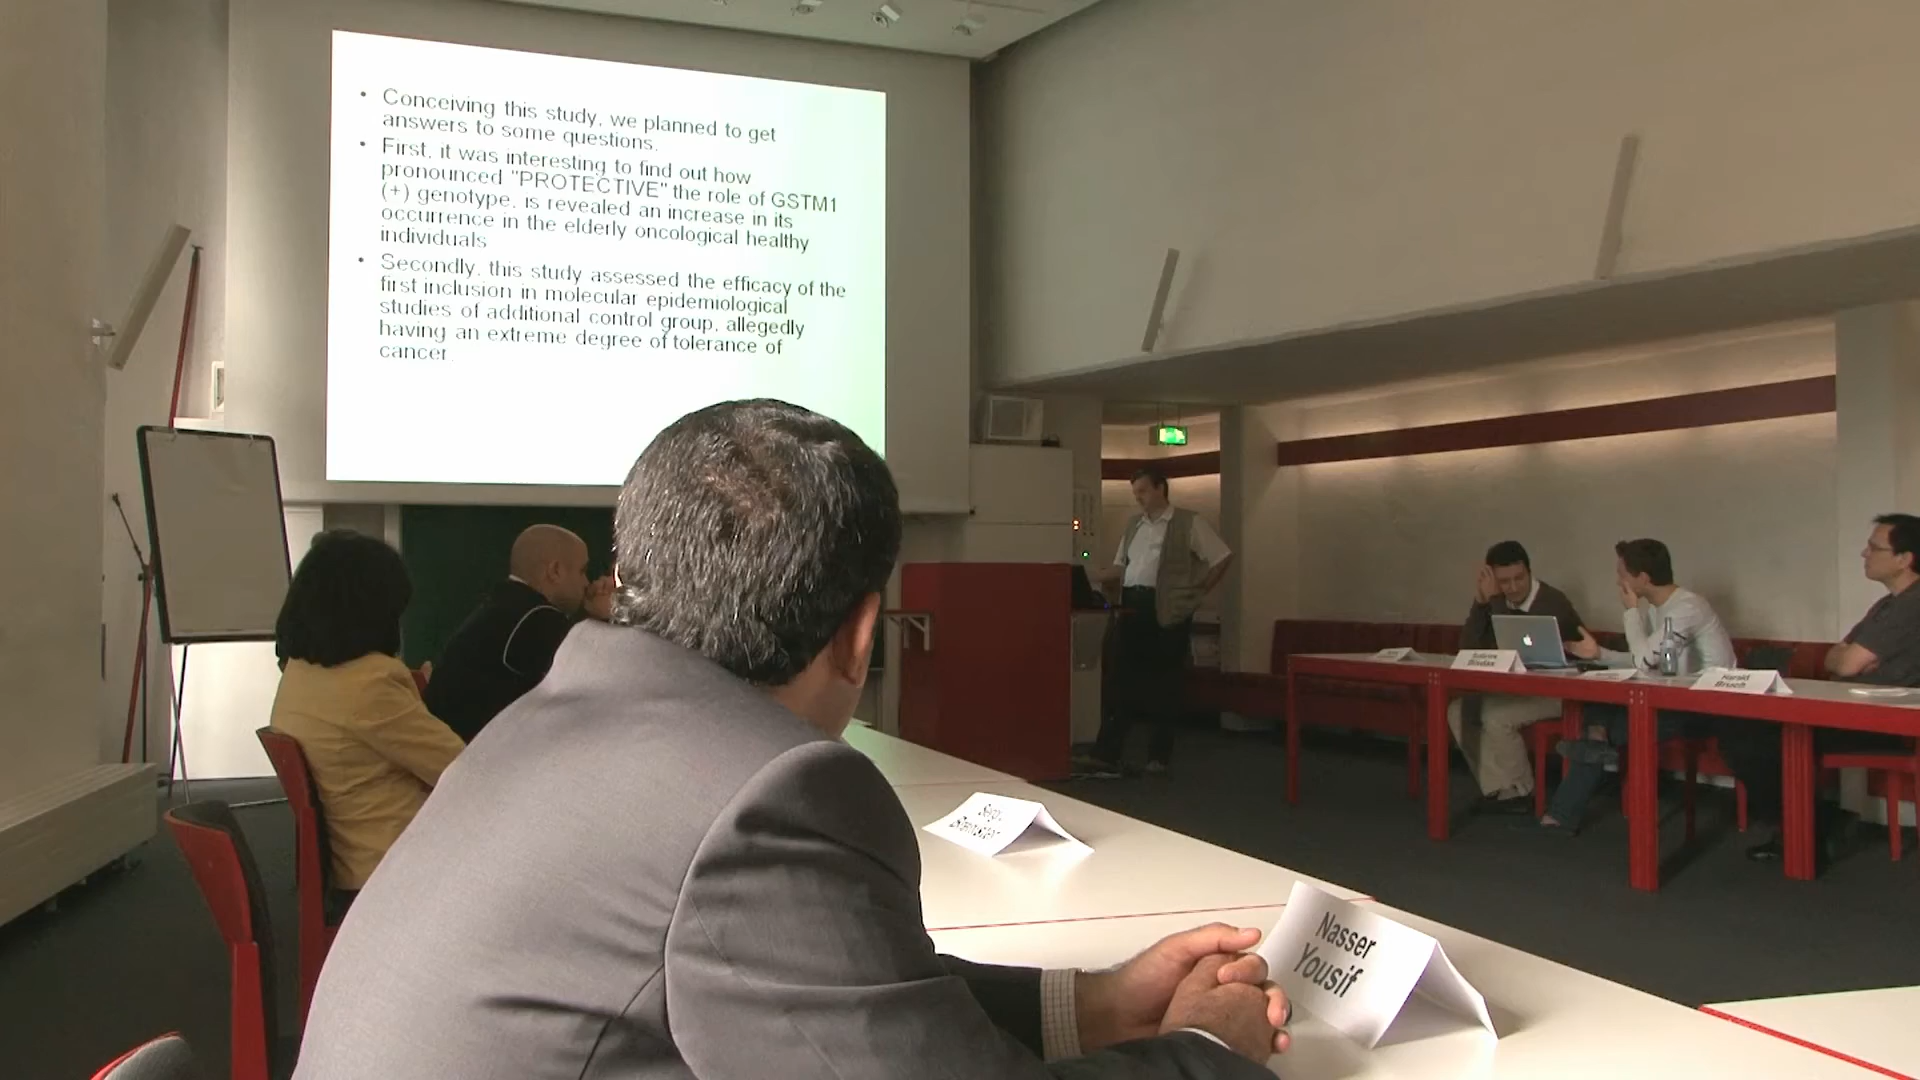 • Conceiving this study, we planned to get
answers to some questions.
• First, it was interesting to find out how
pronounced "PROTECTIVE" the role of GSTM1
(+) genotype, is revealed an increase in its
occurrence in the elderly oncological healthy
individuals
• Secondly, this study assessed the efficacy of the
first inclusion in molecular epidemiological
studies of additional control group, allegedly
having an extreme degree of tolerance of
cancer.
Harald
Bruch
Nasser
Yousif